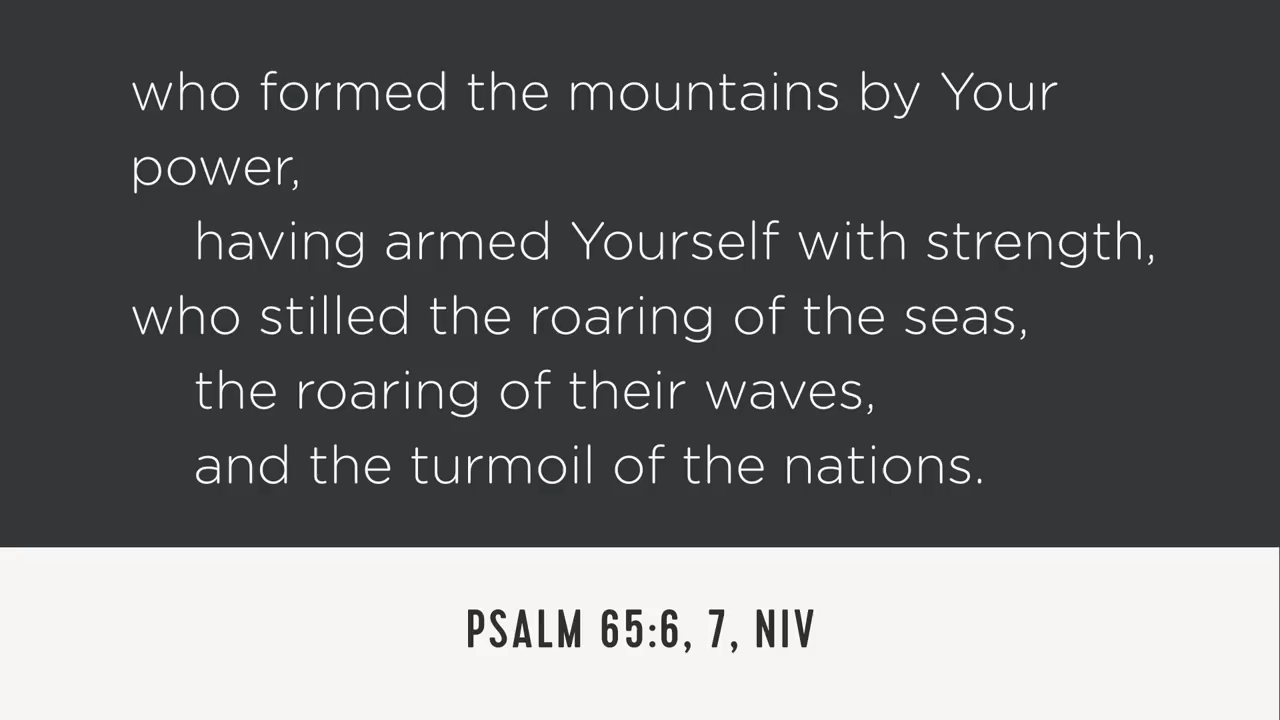 who formed the mountains by Your
power,
having armed Yourself with strength,
who stilled the roaring of the seas,
the roaring of their waves,
and the turmoil of the nations.
PSALM 65:6, 7, NIV